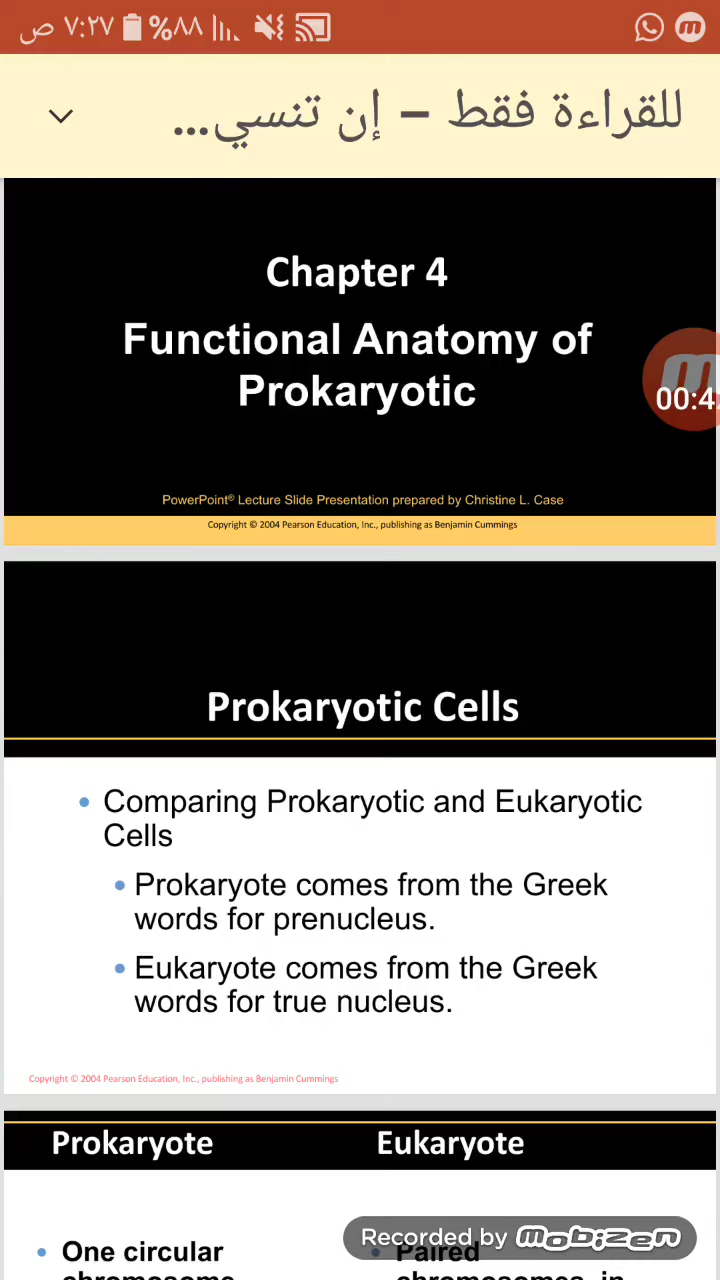 ٧:٢٧ ص
%٨٨
m
للقراءة فقط – إن تنسي...
Chapter 4
Functional Anatomy of
Prokaryotic
00:4
PowerPoint® Lecture Slide Presentation prepared by Christine L. Case
Copyright © 2004 Pearson Education, Inc., publishing as Benjamin Cummings
Prokaryotic Cells
• Comparing Prokaryotic and Eukaryotic
Cells
• Prokaryote comes from the Greek
words for prenucleus.
• Eukaryote comes from the Greek
words for true nucleus.
Copyright © 2004 Pearson Education, Inc., publishing as Benjamin Cummings
Prokaryote
Eukaryote
• One circular
chromosome
• Paired
chromosomes, in
Recorded by mobizen